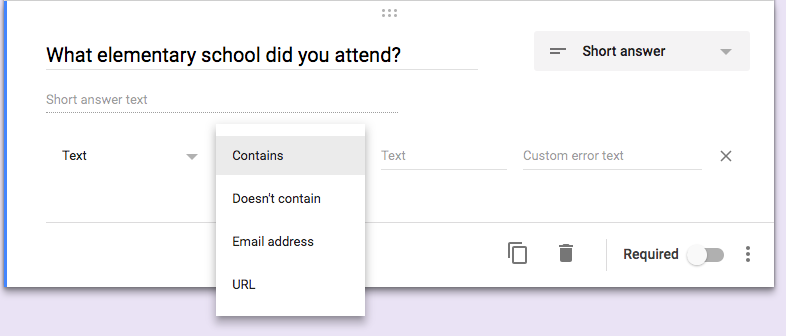 What elementary school did you attend?
Short answer
Short answer text
Text
Contains
Text
Custom error text
Doesn't contain
Email address
URL
Required